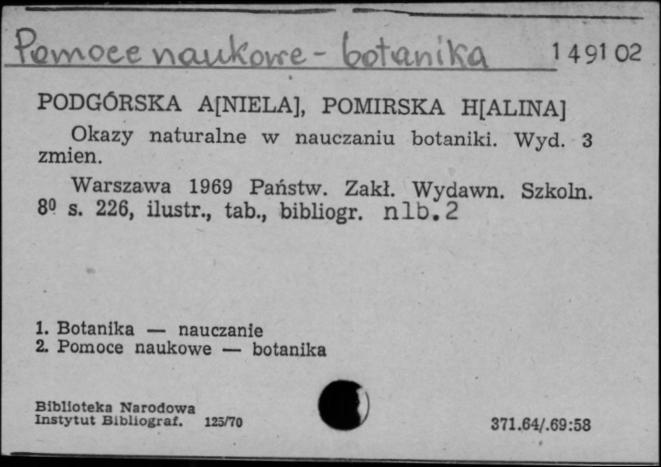 Pomoce naukowe - botanika 149102
PODGÓRSKA A[NIELA], POMIRSKA H[ALINA]
Okazy naturalne w nauczaniu botaniki. Wyd. 3
zmien.
Warszawa 1969 Państw. Zakł. Wydawn. Szkoln.
8⁰ s. 226, ilustr., tab., bibliogr. nlb.2
1. Botanika — nauczanie
2. Pomoce naukowe — botanika
Biblioteka Narodowa
Instytut Bibliograf. 125/70
371.64/.69:58